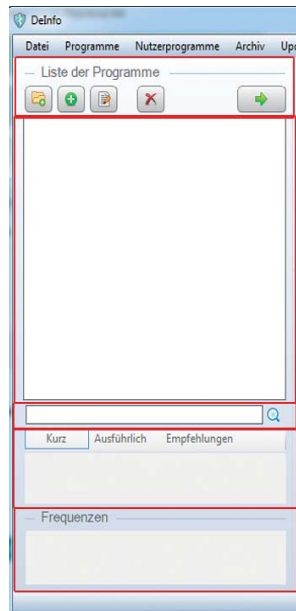 DeInfo
Datei Programme Nutzerprogramme Archiv
Liste der Programme
Kurz Ausführlich Empfehlungen
Frequenzen